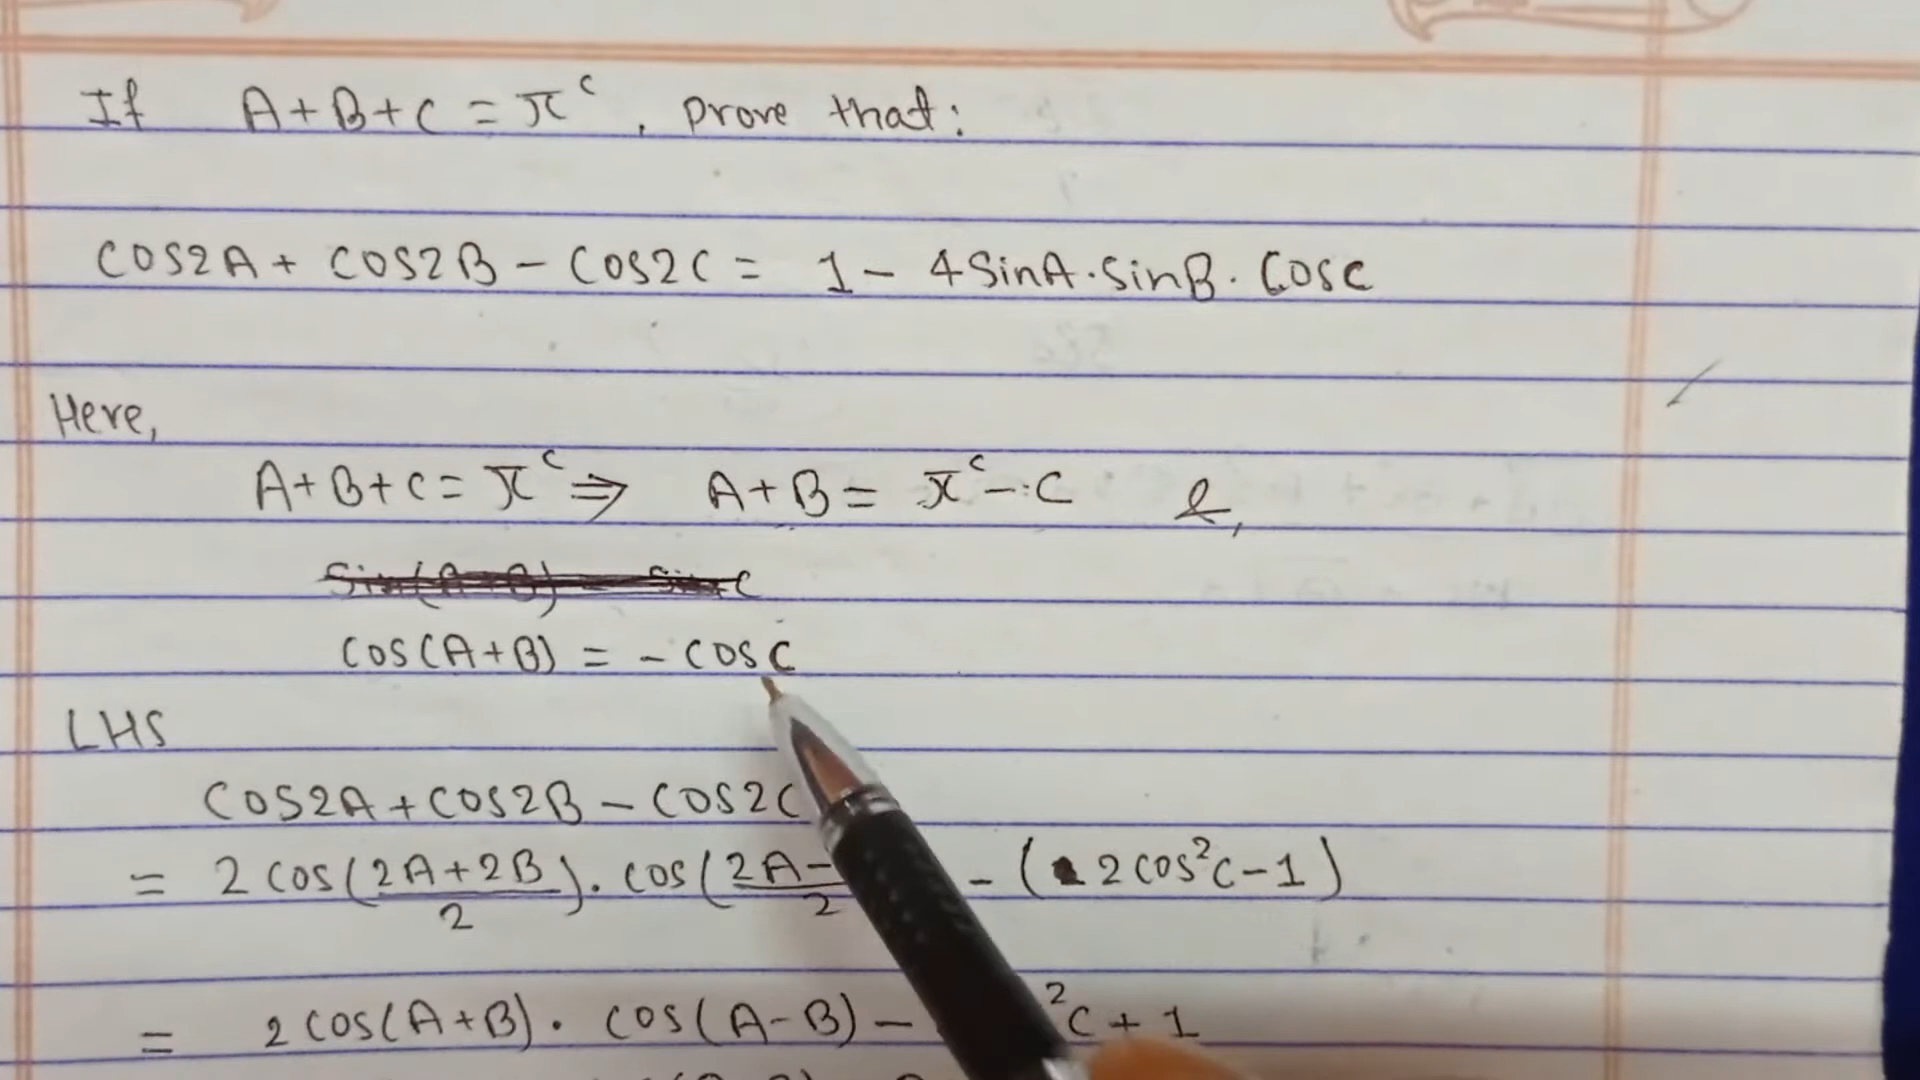 If A+B+C = π^c, prove that:
cos2A + cos2B - cos2C = 1 - 4sinA·sinB·cosC
Here,
A+B+C = π^c ⇒ A+B = π^c - C &,
cos(A+B) = - cosC
LHS
cos2A + cos2B - cos2C
= 2cos(2A+2B/2)·cos(2A-/2 - (2cos²C-1)
= 2cos(A+B)·cos(A-B) - ²C + 1